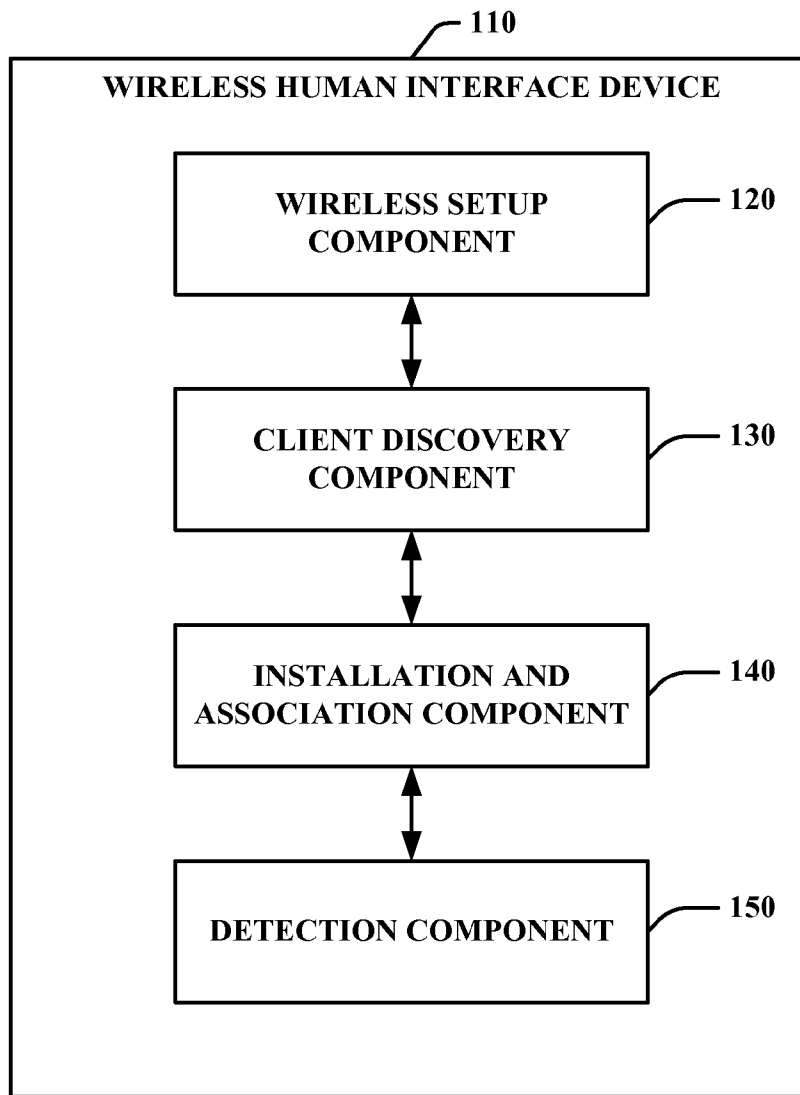 110
WIRELESS HUMAN INTERFACE DEVICE
WIRELESS SETUP
COMPONENT
120
CLIENT DISCOVERY
COMPONENT
130
INSTALLATION AND
ASSOCIATION COMPONENT
140
DETECTION COMPONENT
150